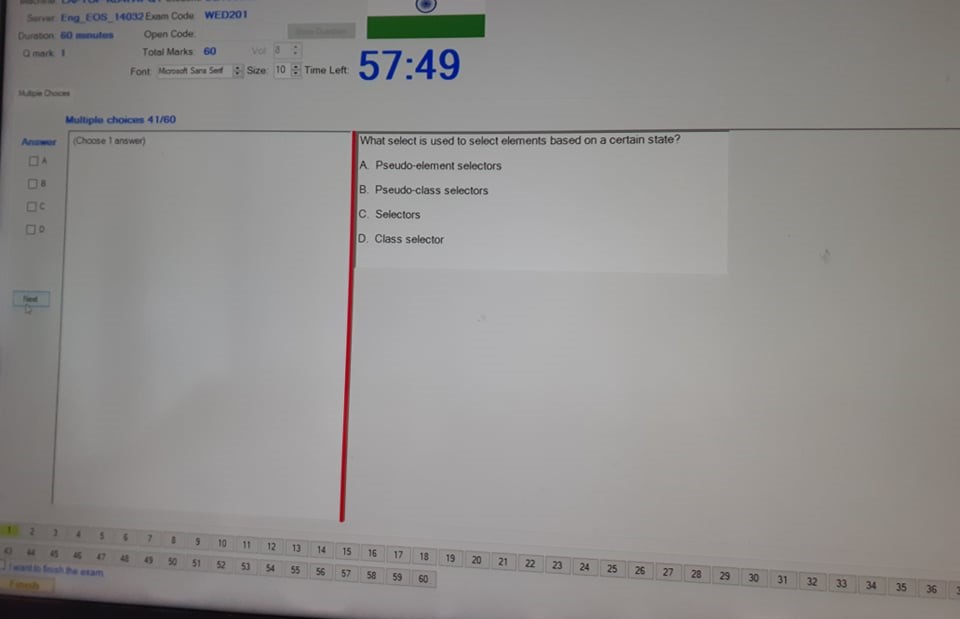 Server: Eng_EOS_14032 Exam Code: WED201
Duration: 60 minutes Open Code:
Q mark: 1 Total Marks: 60 Vol: 8
Font: Microsoft Sans Serif Size: 10 Time Left: 57:49
Multiple Choices
Multiple choices 41/60
Answer
(Choose 1 answer)
A
B
C
D
Next
What select is used to select elements based on a certain state?
A. Pseudo-element selectors
B. Pseudo-class selectors
C. Selectors
D. Class selector
1 2 3 4 5 6 7 8 9 10 11 12 13 14 15 16 17 18 19 20 21 22 23 24 25 26 27 28 29 30 31 32 33 34 35 36
43 44 45 46 47 48 49 50 51 52 53 54 55 56 57 58 59 60
I want to finish the exam
Finish